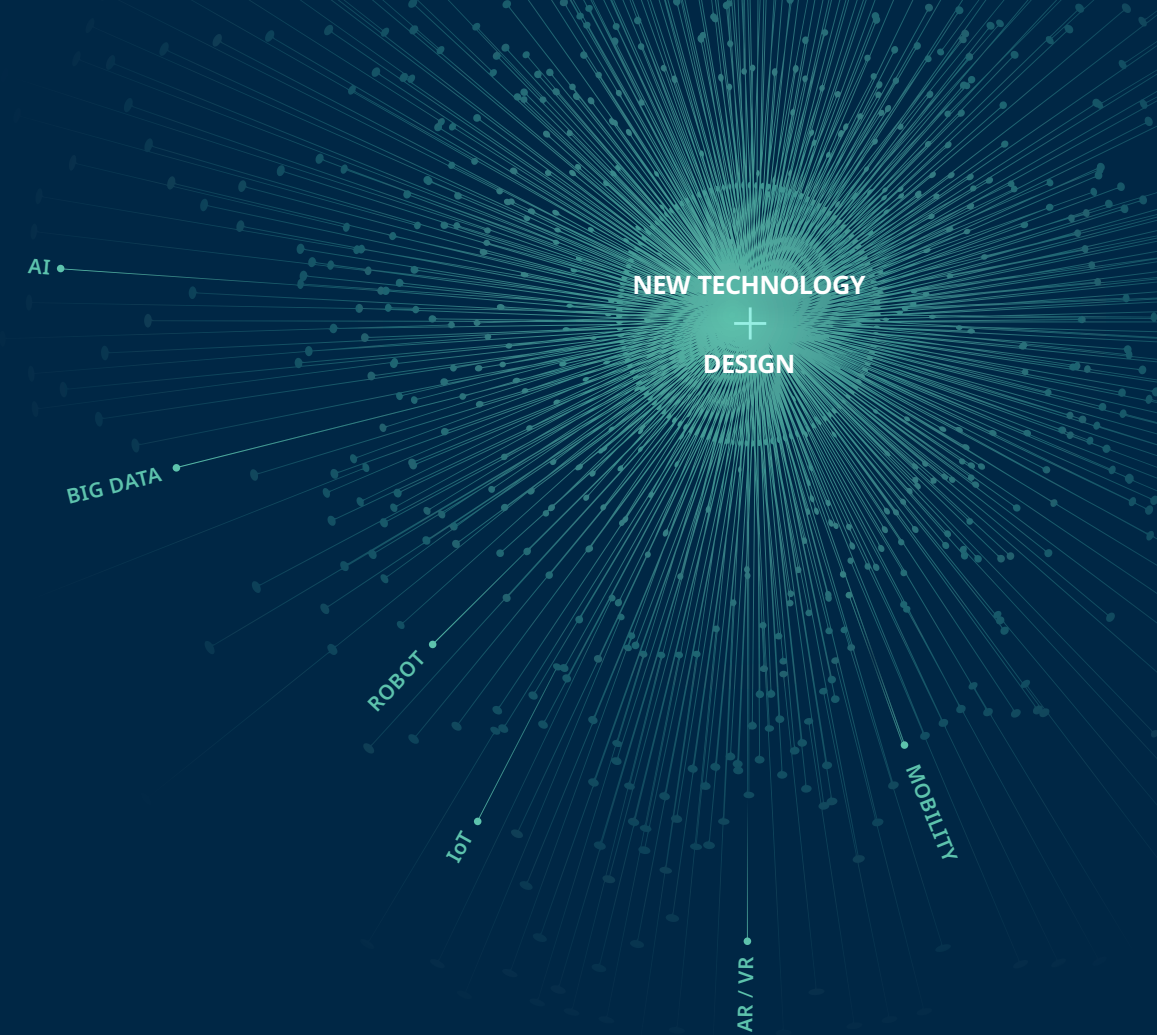 NEW TECHNOLOGY
+
DESIGN
AI
BIG DATA
ROBOT
IoT
AR / VR
MOBILITY